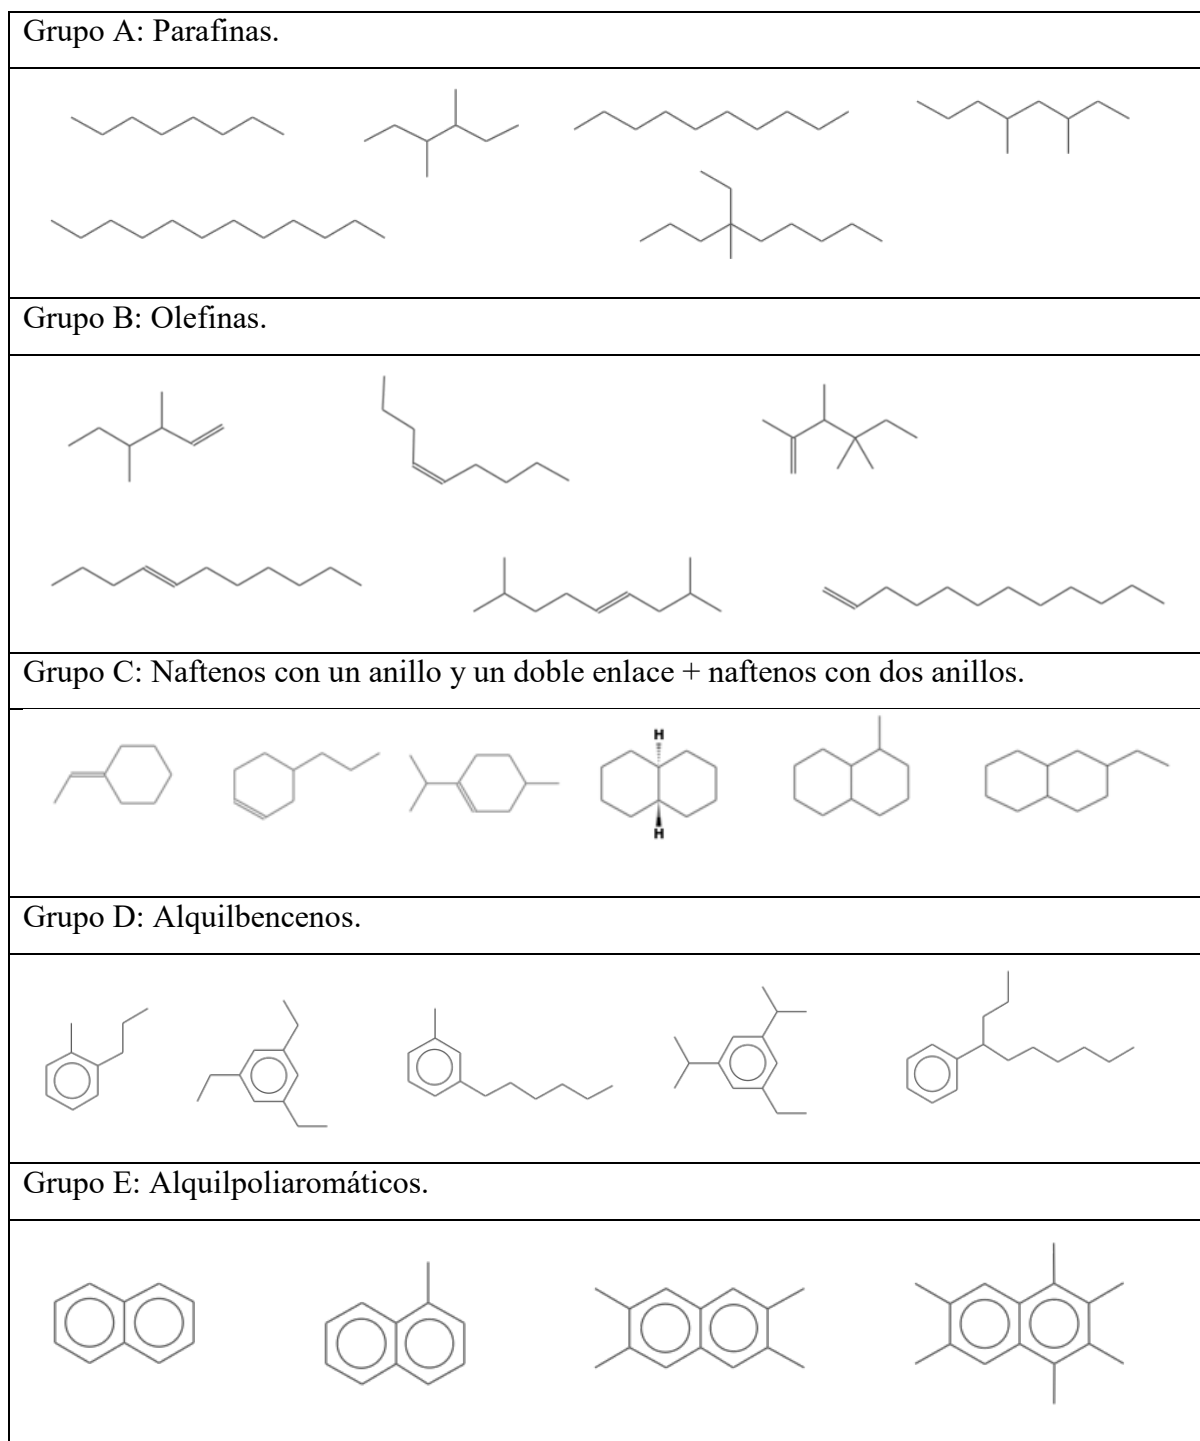 Grupo A: Parafinas.
Grupo B: Olefinas.
Grupo C: Naftenos con un anillo y un doble enlace + naftenos con dos anillos.
H
H
Grupo D: Alquilbencenos.
Grupo E: Alquilpoliaromáticos.